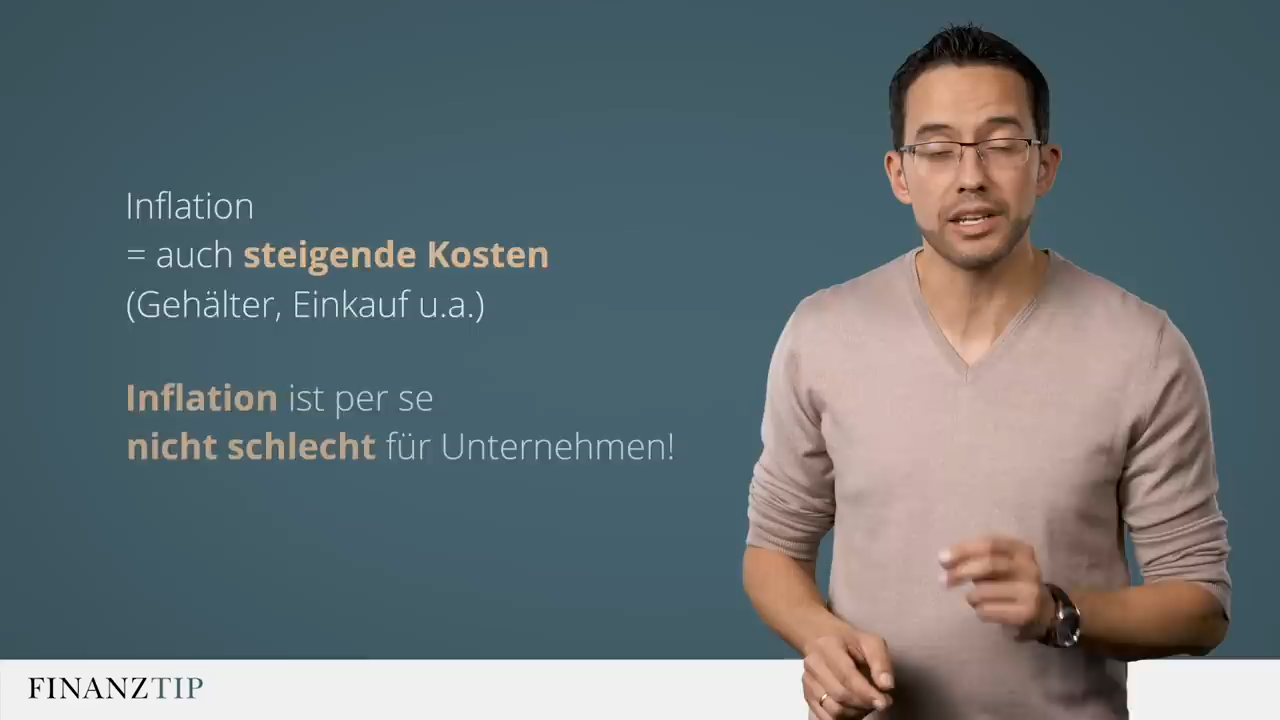 Inflation
= auch steigende Kosten
(Gehälter, Einkauf u.a.)
Inflation ist per se
nicht schlecht für Unternehmen!
FINANZTIP